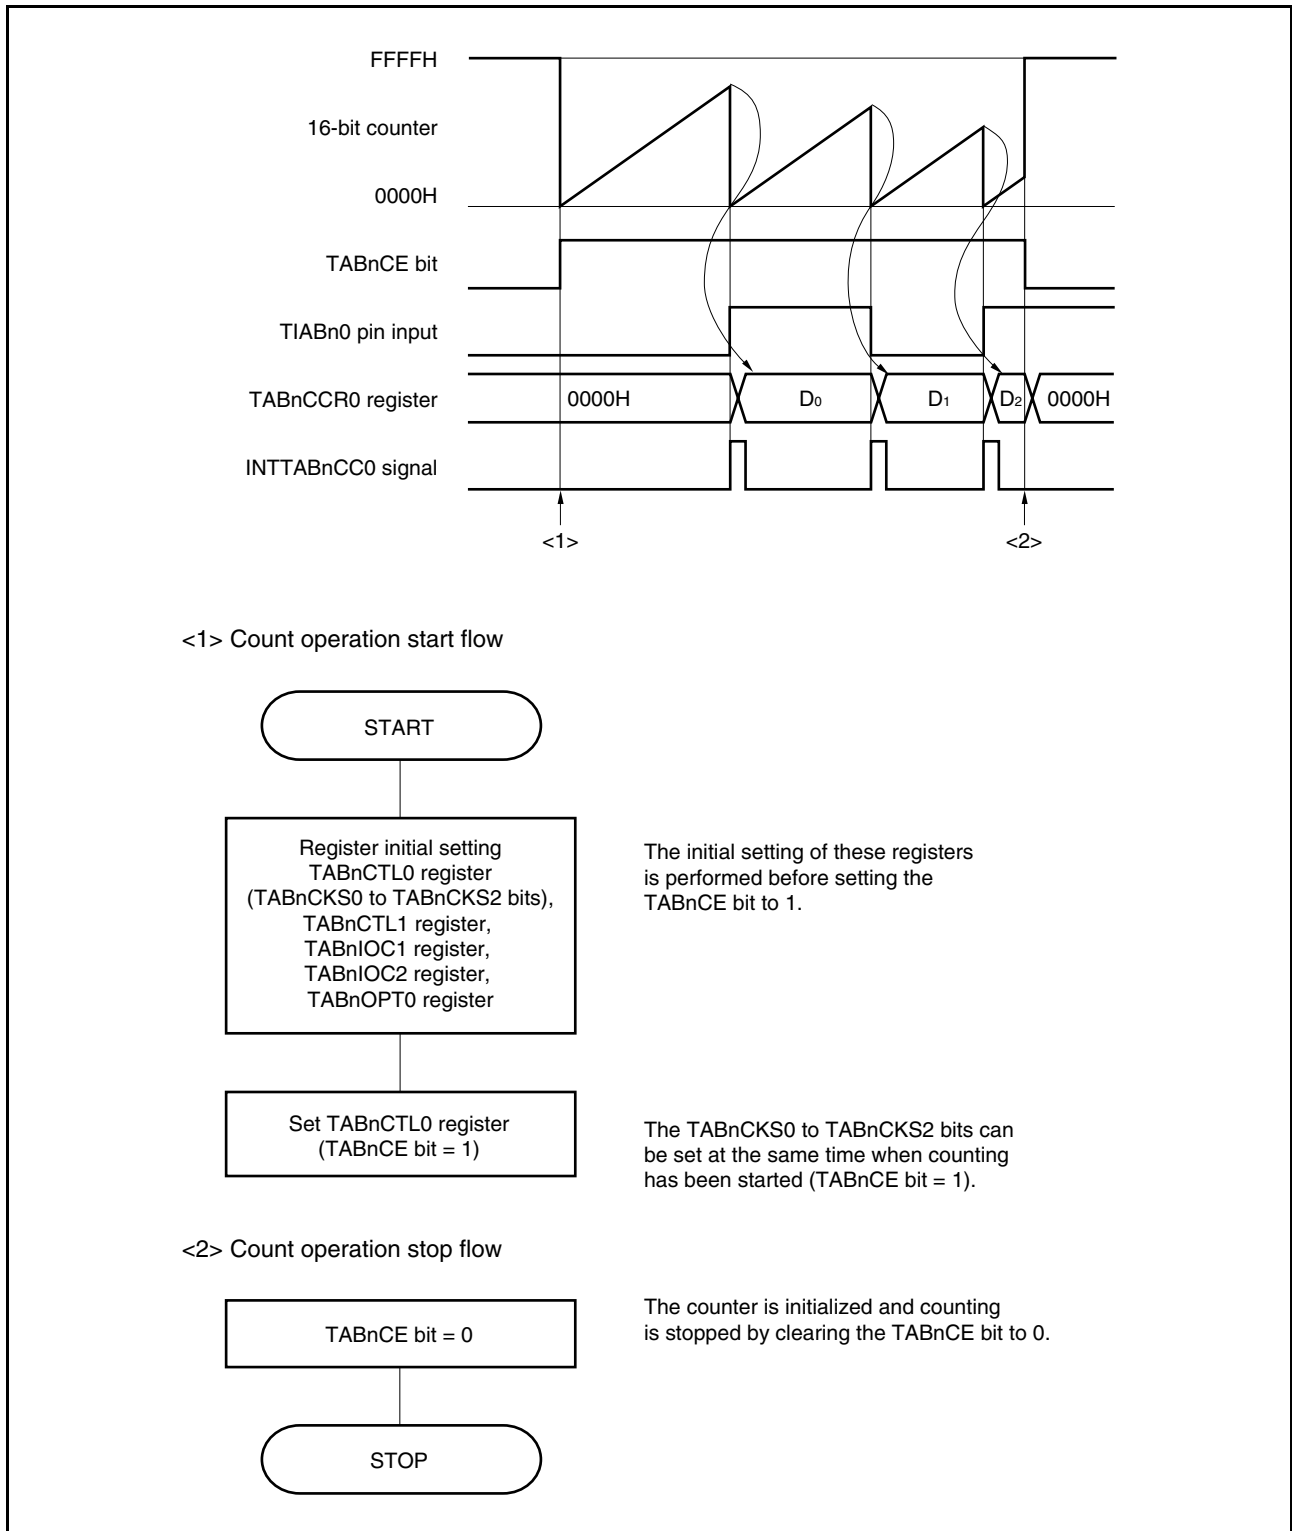 FFFFH
16-bit counter
0000H
TABnCE bit
TIABn0 pin input
TABnCCR0 register
0000H
D0
D1
D2
0000H
INTTABnCC0 signal
<1>
<2>
<1> Count operation start flow
START
Register initial setting
TABnCTL0 register
(TABnCKS0 to TABnCKS2 bits),
TABnCTL1 register,
TABnIOC1 register,
TABnIOC2 register,
TABnOPT0 register
The initial setting of these registers
is performed before setting the
TABnCE bit to 1.
Set TABnCTL0 register
(TABnCE bit = 1)
The TABnCKS0 to TABnCKS2 bits can
be set at the same time when counting
has been started (TABnCE bit = 1).
<2> Count operation stop flow
TABnCE bit = 0
The counter is initialized and counting
is stopped by clearing the TABnCE bit to 0.
STOP